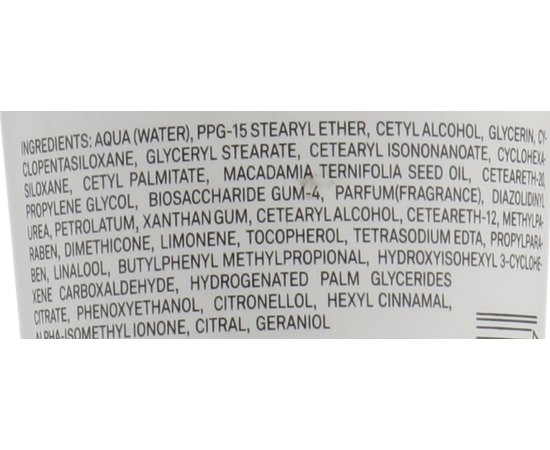 INGREDIENTS: AQUA (WATER), PPG-15 STEARYL ETHER, CETYL ALCOHOL, GLYCERIN, CY-
CLOPENTASILOXANE, GLYCERYL STEARATE, CETEARYL ISONONANOATE, CYCLOHEXA-
SILOXANE, CETYL PALMITATE, MACADAMIA TERNIFOLIA SEED OIL, CETEARETH-20,
PROPYLENE GLYCOL, BIOSACCHARIDE GUM-4, PARFUM(FRAGRANCE), DIAZOLIDINYL
UREA, PETROLATUM, XANTHAN GUM, CETEARYL ALCOHOL, CETEARETH-12, METHYLPA-
RABEN, DIMETHICONE, LIMONENE, TOCOPHEROL, TETRASODIUM EDTA, PROPYLPARA-
BEN, LINALOOL, BUTYLPHENYL METHYLPROPIONAL, HYDROXYISOHEXYL 3-CYCLOHE-
XENE CARBOXALDEHYDE, HYDROGENATED PALM GLYCERIDES
CITRATE, PHENOXYETHANOL, CITRONELLOL, HEXYL CINNAMAL,
ALPHA-ISOMETHYL IONONE, CITRAL, GERANIOL